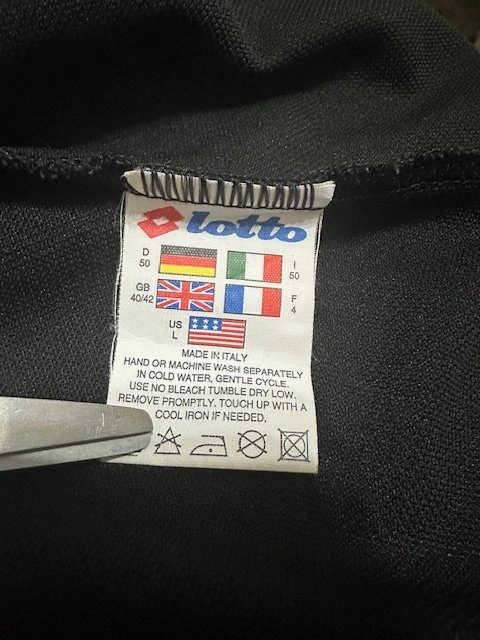 lotto
D
50
I
50
GB
40/42
F
4
US
L
MADE IN ITALY
HAND OR MACHINE WASH SEPARATELY
IN COLD WATER, GENTLE CYCLE.
USE NO BLEACH TUMBLE DRY LOW.
REMOVE PROMPTLY. TOUCH UP WITH A
COOL IRON IF NEEDED.